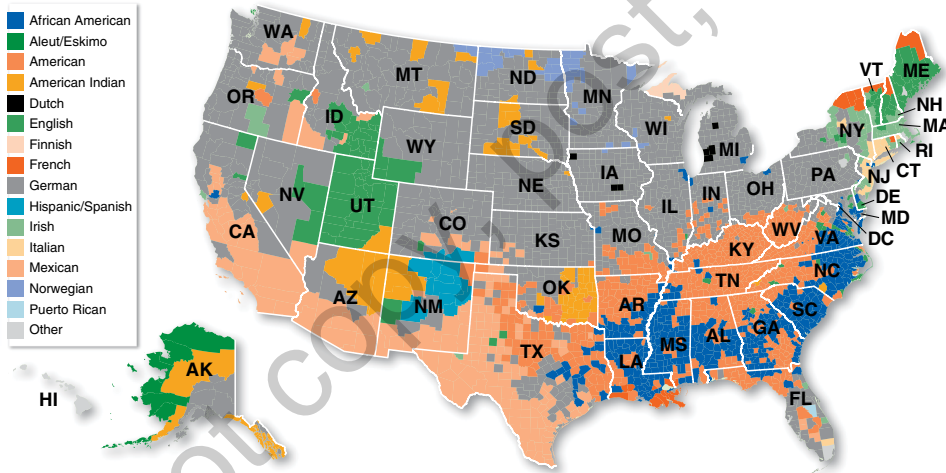 African American
Aleut/Eskimo
American
American Indian
Dutch
English
Finnish
French
German
Hispanic/Spanish
Irish
Italian
Mexican
Norwegian
Puerto Rican
Other
WA
MT
ND
MN
VT
ME
OR
ID
SD
WI
MI
NY
NH
MA
WY
RI
CT
NV
UT
NE
IA
PA
NJ
CA
CO
IL
IN
OH
DE
MD
KS
MO
WV
VA
DC
KY
AZ
NM
OK
TN
NC
AR
SC
TX
LA
MS
AL
GA
AK
HI
FL
not copy, post,